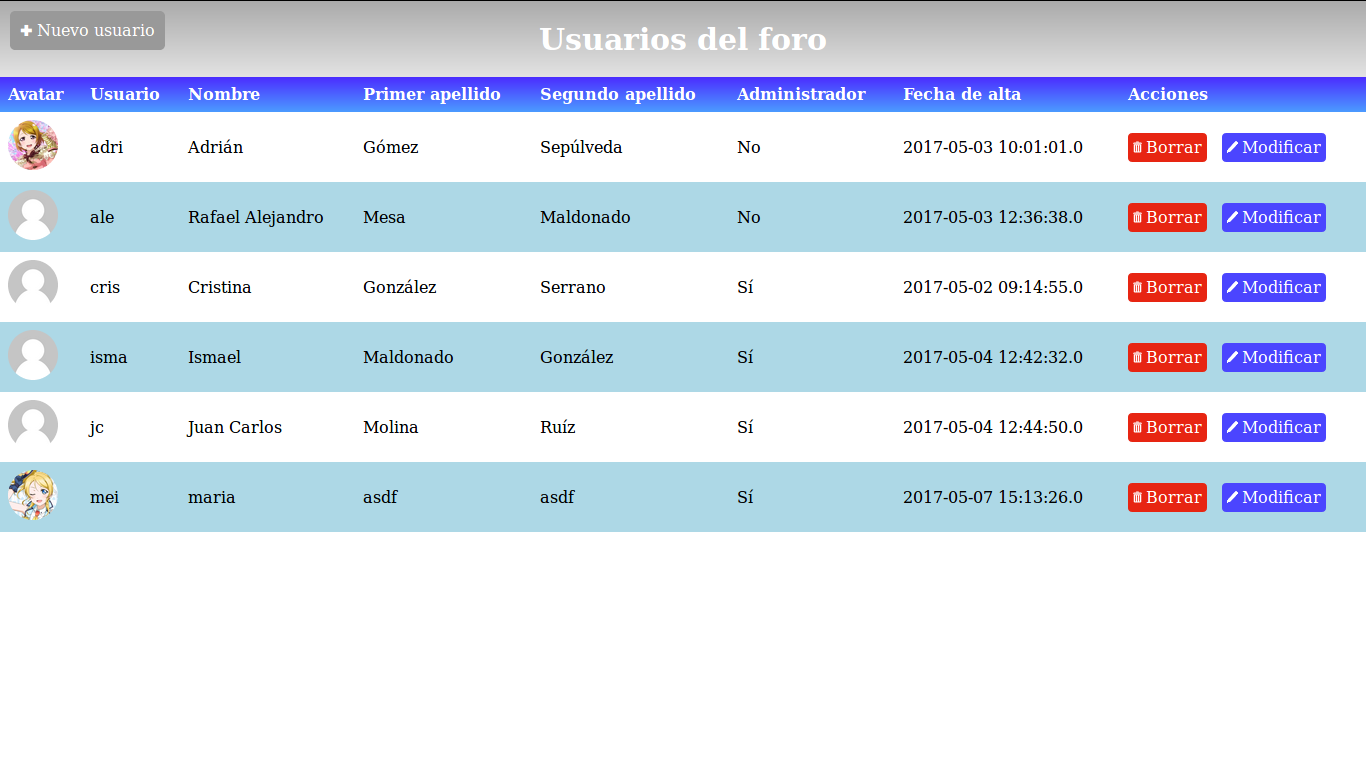 Nuevo usuario
Usuarios del foro
Avatar Usuario Nombre Primer apellido Segundo apellido Administrador Fecha de alta Acciones
adri Adrián Gómez Sepúlveda No 2017-05-03 10:01:01.0 Borrar Modificar
ale Rafael Alejandro Mesa Maldonado No 2017-05-03 12:36:38.0 Borrar Modificar
cris Cristina González Serrano Sí 2017-05-02 09:14:55.0 Borrar Modificar
isma Ismael Maldonado González Sí 2017-05-04 12:42:32.0 Borrar Modificar
jc Juan Carlos Molina Ruíz Sí 2017-05-04 12:44:50.0 Borrar Modificar
mei maria asdf asdf Sí 2017-05-07 15:13:26.0 Borrar Modificar